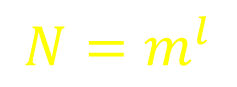 N = m^l